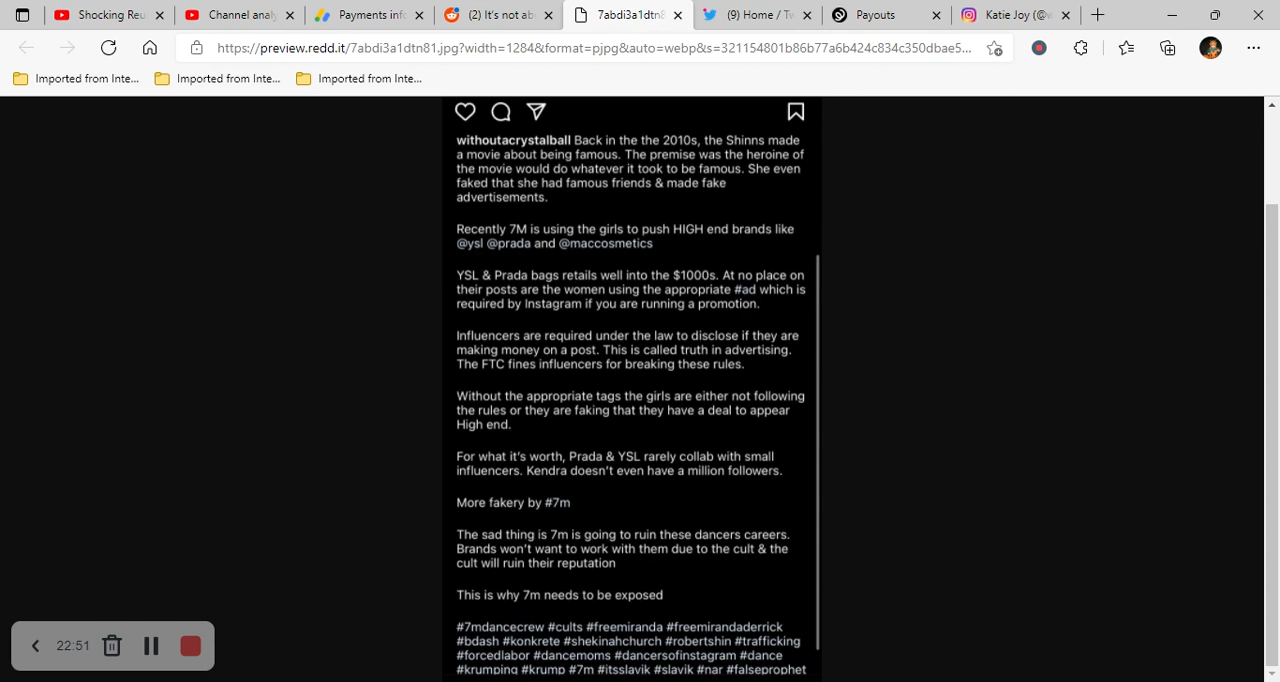 Shocking Reu
Channel anal
Payments info
(2) It's not ab
7abdi3a1dtn8
(9) Home / Tw
Payouts
Katie Joy (@w
https://preview.redd.it/7abdi3a1dtn81.jpg?width=1284&format=pjpg&auto=webp&s=321154801b86b77a6b424c834c350dbae5...
Imported from Inte...
Imported from Inte...
Imported from Inte...
withoutacrystalball Back in the the 2010s, the Shinns made
a movie about being famous. The premise was the heroine of
the movie would do whatever it took to be famous. She even
faked that she had famous friends & made fake
advertisements.
Recently 7M is using the girls to push HIGH end brands like
@ysl @prada and @maccosmetics
YSL & Prada bags retails well into the $1000s. At no place on
their posts are the women using the appropriate #ad which is
required by Instagram if you are running a promotion.
Influencers are required under the law to disclose if they are
making money on a post. This is called truth in advertising.
The FTC fines influencers for breaking these rules.
Without the appropriate tags the girls are either not following
the rules or they are faking that they have a deal to appear
High end.
For what it's worth, Prada & YSL rarely collab with small
influencers. Kendra doesn't even have a million followers.
More fakery by #7m
The sad thing is 7m is going to ruin these dancers careers.
Brands won't want to work with them due to the cult & the
cult will ruin their reputation
This is why 7m needs to be exposed
#7mdancecrew #cults #freemiranda #freemirandaderrick
#bdash #konkrete #shekinahchurch #robertshin #trafficking
#forcedlabor #dancemoms #dancersofinstagram #dance
#krumping #krump #7m #itsslavik #slavik #nar #falseprophet
22:51